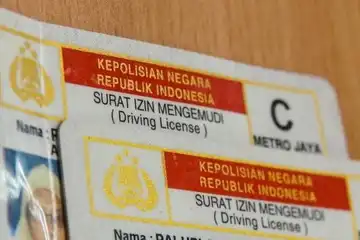 KEPOLISIAN NEGARA
REPUBLIK INDONESIA
SURAT IZIN MENGEMUDI
( Driving License )
C
METRO JAYA
Nama :
KEPOLISIAN NEGARA
REPUBLIK INDONESIA
SURAT IZIN MENGEMUDI
( Driving License )
Nama :